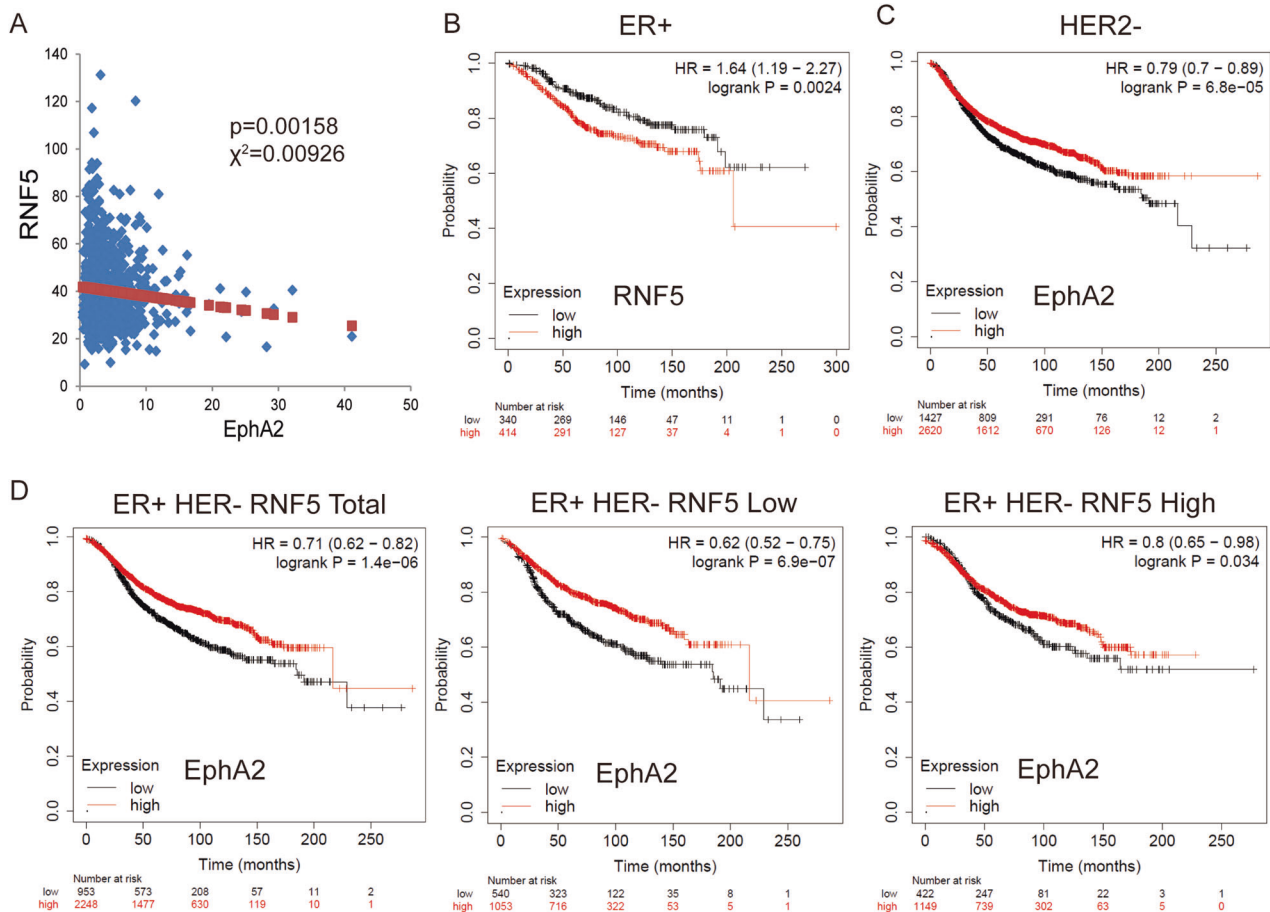 A
RNF5
140
120
100
80
60
40
20
0
p=0.00158
χ²=0.00926
0 10 20 30 40 50
EphA2
B
ER+
HR = 1.64 (1.19 − 2.27)
logrank P = 0.0024
Probability
1.0
0.8
0.6
0.4
0.2
0.0
Expression
low
high
RNF5
0 50 100 150 200 250 300
Time (months)
Number at risk
low 340 269 146 47 11 1 0
high 414 291 127 37 4 1 0
C
HER2-
HR = 0.79 (0.7 − 0.89)
logrank P = 6.8e−05
Probability
1.0
0.8
0.6
0.4
0.2
0.0
Expression
low
high
EphA2
0 50 100 150 200 250
Time (months)
Number at risk
low 1427 809 291 76 12 2
high 2620 1612 670 126 12 1
D
ER+ HER- RNF5 Total
HR = 0.71 (0.62 − 0.82)
logrank P = 1.4e−06
Probability
1.0
0.8
0.6
0.4
0.2
0.0
Expression
low
high
EphA2
0 50 100 150 200 250
Time (months)
Number at risk
low 953 573 208 57 11 2
high 2248 1477 630 119 10 1
ER+ HER- RNF5 Low
HR = 0.62 (0.52 − 0.75)
logrank P = 6.9e−07
Probability
1.0
0.8
0.6
0.4
0.2
0.0
Expression
low
high
EphA2
0 50 100 150 200 250
Time (months)
Number at risk
low 540 323 122 35 8 1
high 1053 716 322 53 5 1
ER+ HER- RNF5 High
HR = 0.8 (0.65 − 0.98)
logrank P = 0.034
Probability
1.0
0.8
0.6
0.4
0.2
0.0
Expression
low
high
EphA2
0 50 100 150 200 250
Time (months)
Number at risk
low 422 247 81 22 3 1
high 1149 739 302 63 5 0